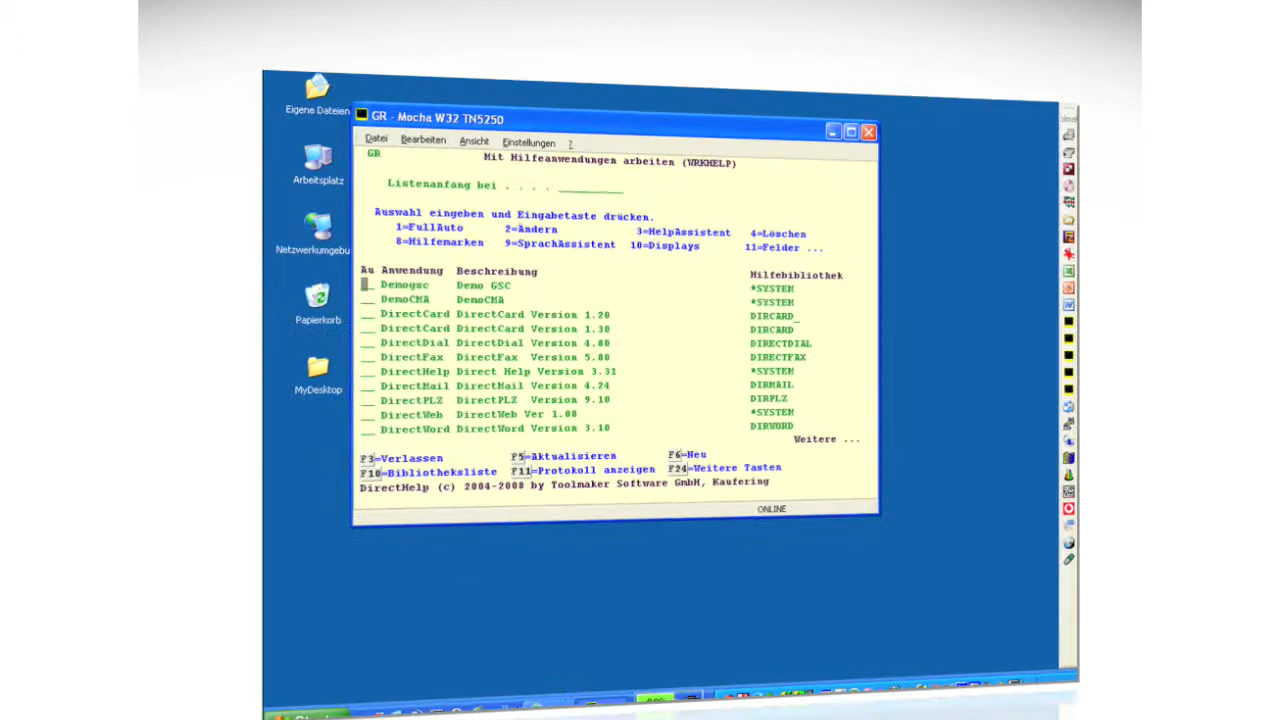 Eigene Dateien
Arbeitsplatz
Netzwerkumgebu
Papierkorb
MyDesktop
GR - Mocha W32 TN5250
Datei Bearbeiten Ansicht Einstellungen ?
GR Mit Hilfeanwendungen arbeiten (WRKHELP)
Listenanfang bei . . . . __________
Auswahl eingeben und Eingabetaste drücken.
1=FullAuto 2=Ändern 3=HelpAssistent 4=Löschen
8=Hilfemarken 9=SprachAssistent 10=Displays 11=Felder ...
Au Anwendung Beschreibung Hilfebibliothek
Demogsc Demo GSC *SYSTEM
DemoCMA DemoCMA *SYSTEM
DirectCard DirectCard Version 1.20 DIRCARD_
DirectCard DirectCard Version 1.30 DIRCARD
DirectDial DirectDial Version 4.80 DIRECTDIAL
DirectFax DirectFax Version 5.80 DIRECTFAX
DirectHelp Direct Help Version 3.31 *SYSTEM
DirectMail DirectMail Version 4.24 DIRMAIL
DirectPLZ DirectPLZ Version 9.10 DIRPLZ
DirectWeb DirectWeb Ver 1.00 *SYSTEM
DirectWord DirectWord Version 3.10 DIRWORD
Weitere ...
F3=Verlassen F5=Aktualisieren F6=Neu
F10=Bibliotheksliste F11=Protokoll anzeigen F24=Weitere Tasten
DirectHelp (c) 2004-2008 by Toolmaker Software GmbH, Kaufering
ONLINE